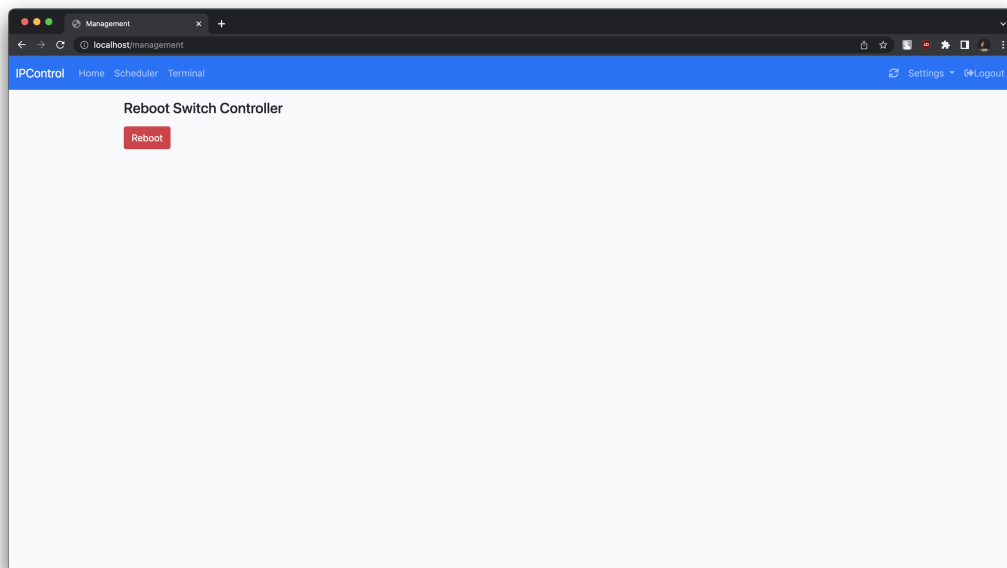 Management
localhost/management
IPControl Home Scheduler Terminal Settings Logout
Reboot Switch Controller
Reboot